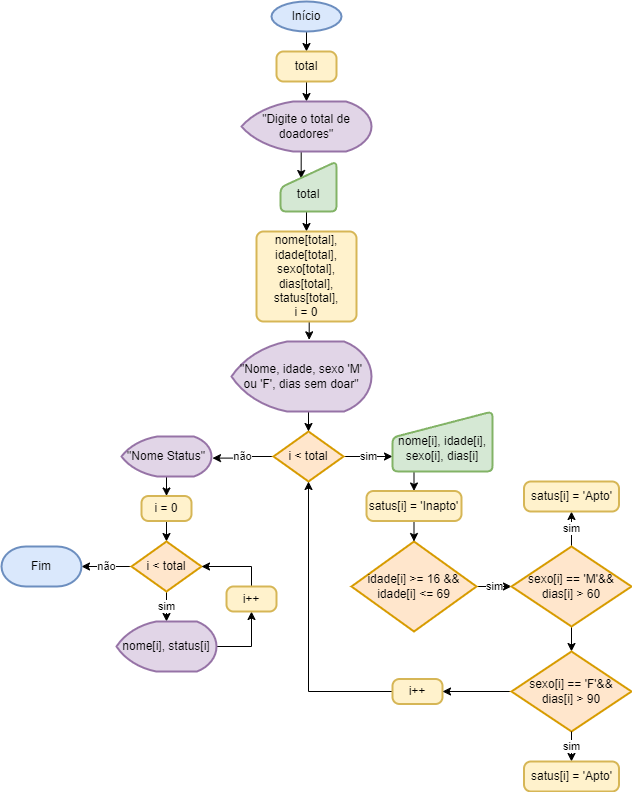 Início
total
"Digite o total de
doadores"
total
nome[total],
idade[total],
sexo[total],
dias[total],
status[total],
i = 0
"Nome, idade, sexo 'M'
ou 'F', dias sem doar"
i < total
não
sim
"Nome Status"
nome[i], idade[i],
sexo[i], dias[i]
i = 0
satus[i] = 'Inapto'
satus[i] = 'Apto'
sim
Fim
não
i < total
idade[i] >= 16 &&
idade[i] <= 69
sim
sexo[i] == 'M'&&
dias[i] > 60
i++
sim
nome[i], status[i]
i++
sexo[i] == 'F'&&
dias[i] > 90
sim
satus[i] = 'Apto'